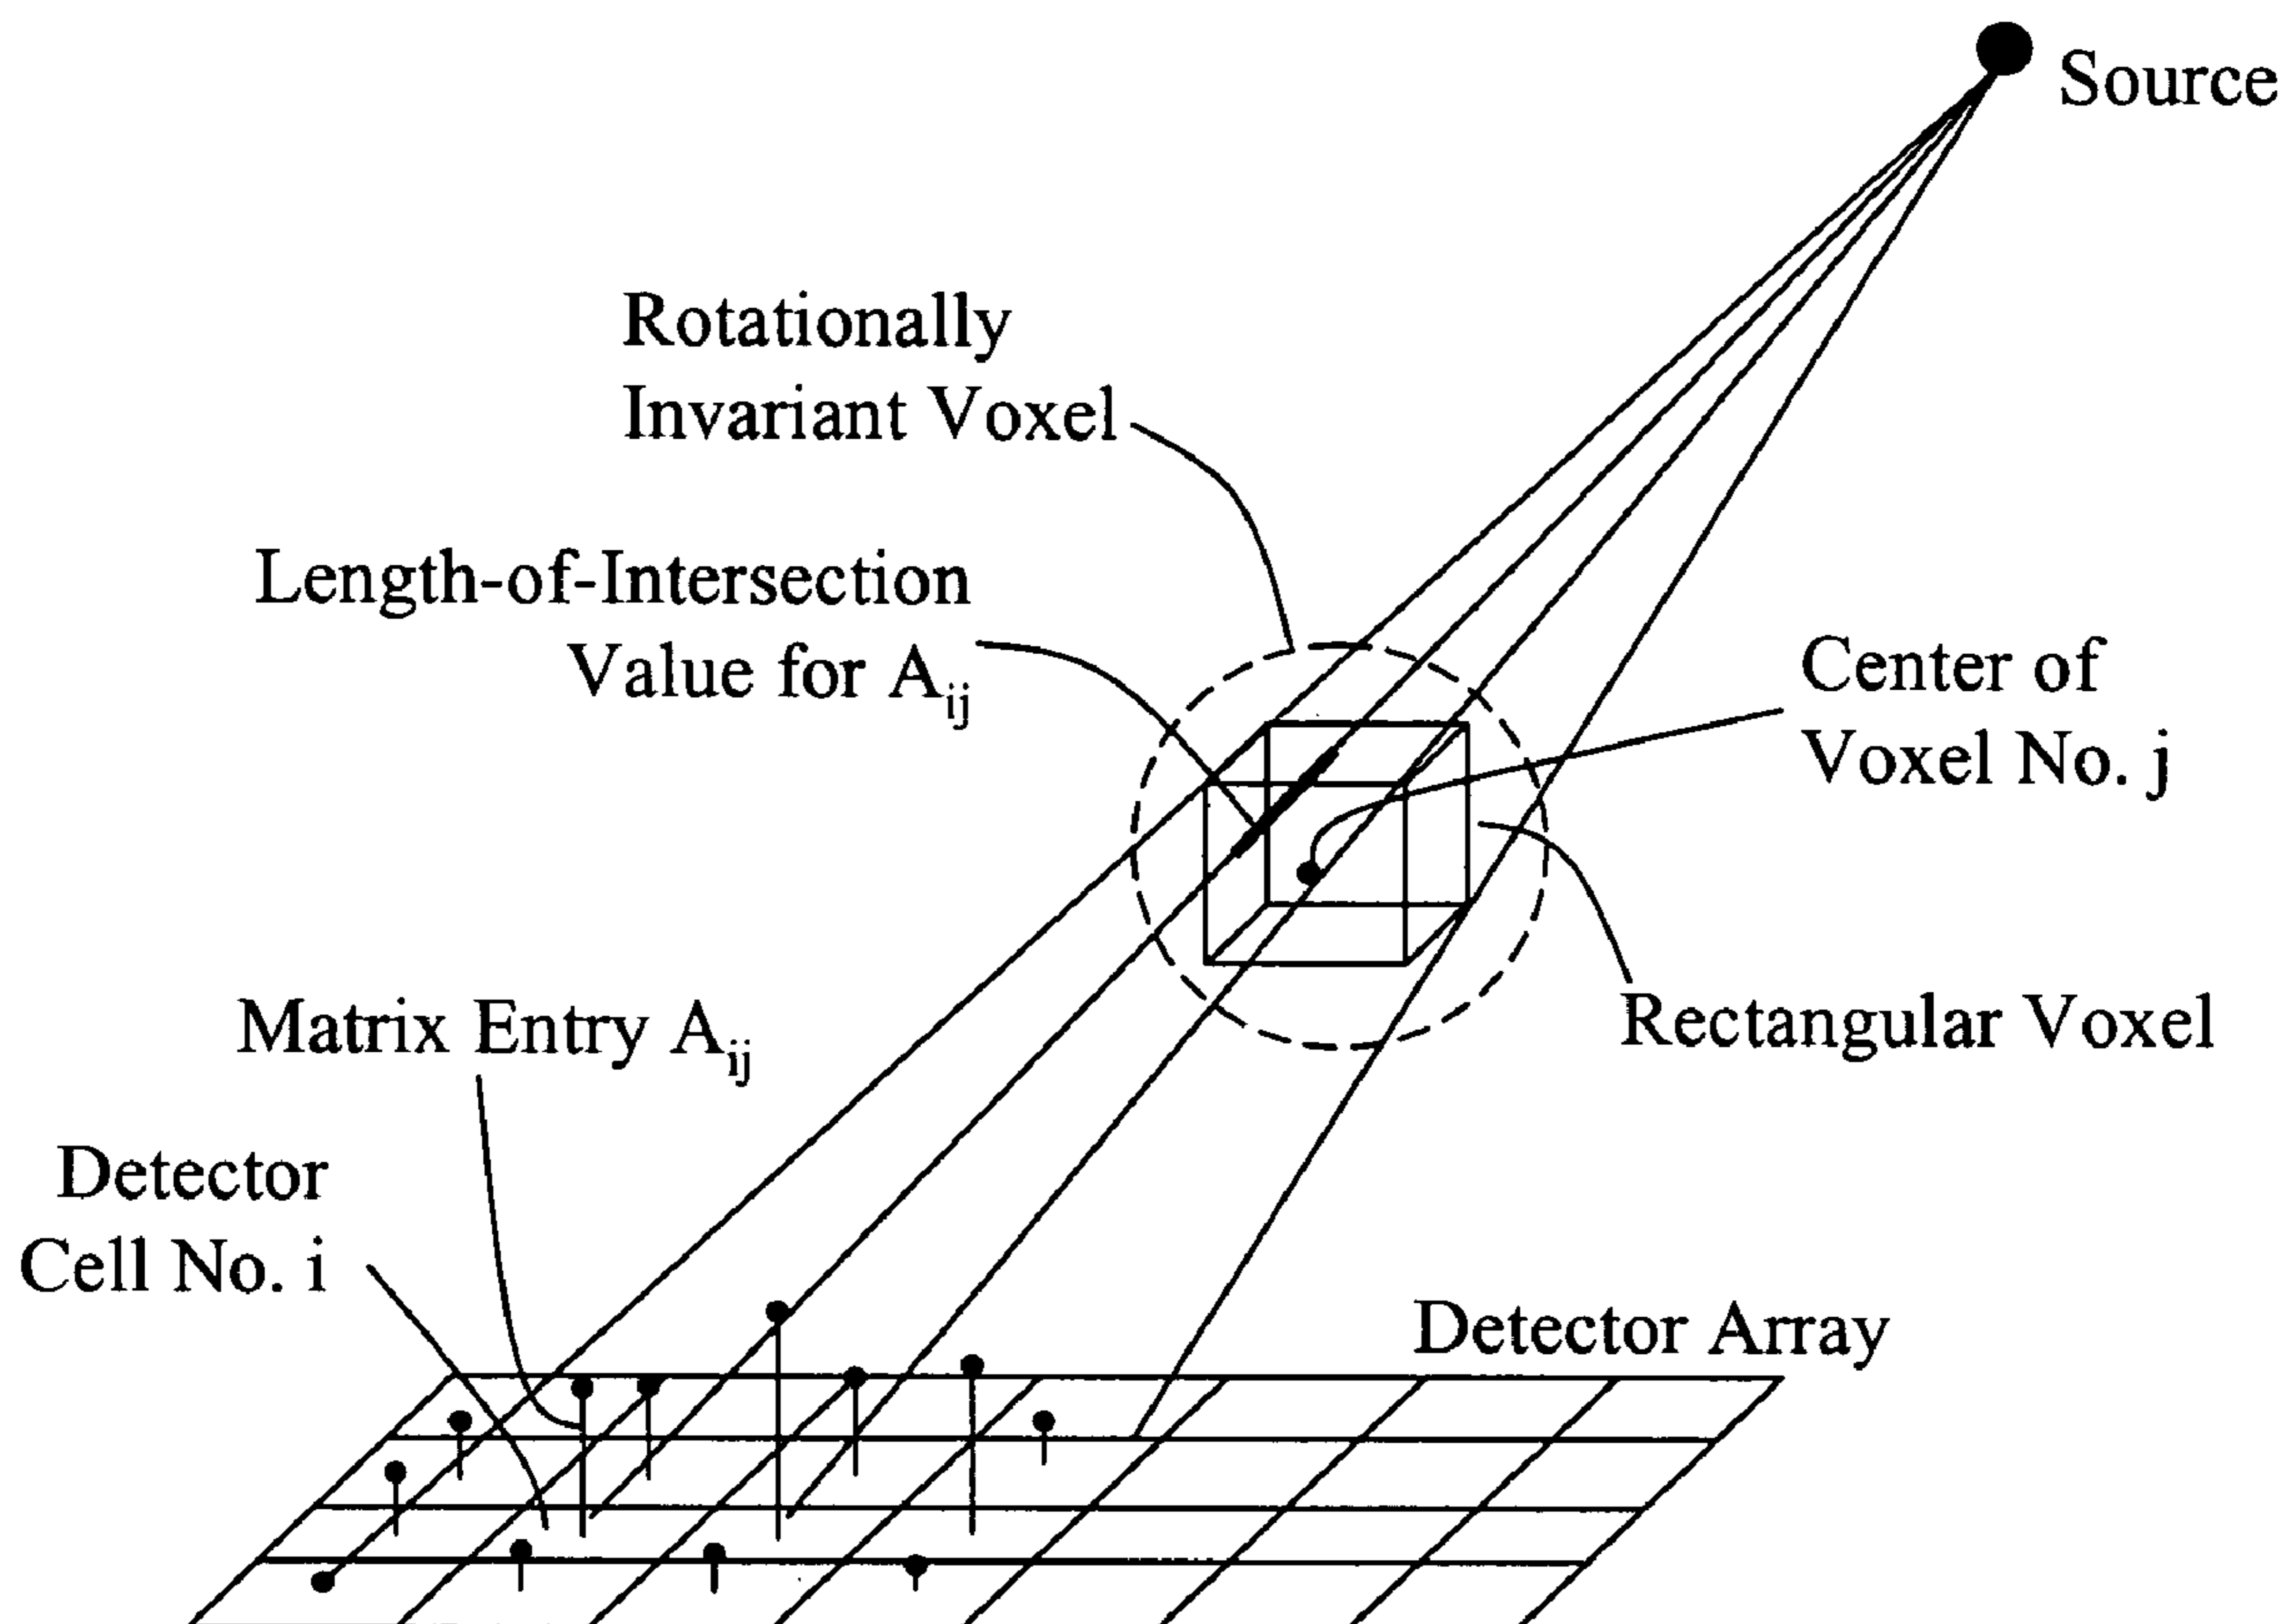 Source
Rotationally
Invariant Voxel
Length-of-Intersection
Value for Aij
Center of
Voxel No. j
Matrix Entry Aij
Rectangular Voxel
Detector
Cell No. i
Detector Array